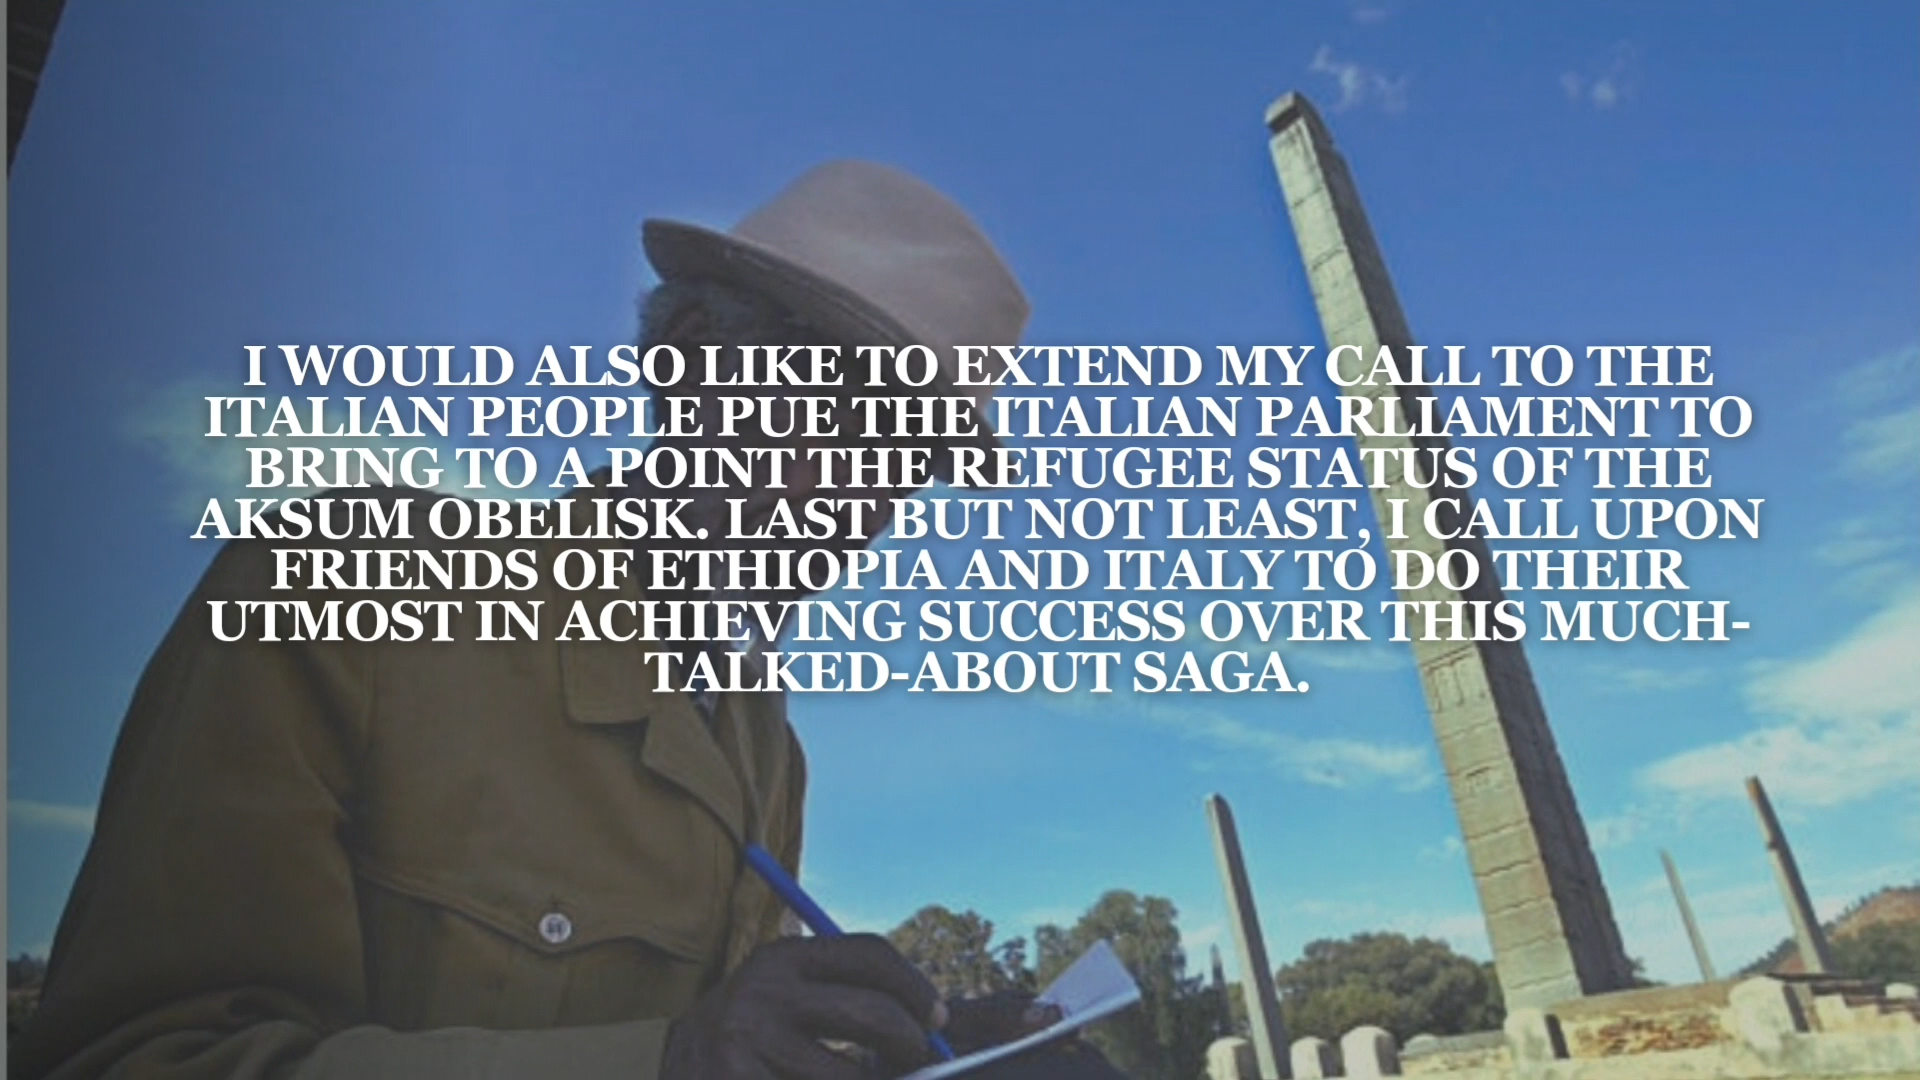 I WOULD ALSO LIKE TO EXTEND MY CALL TO THE
ITALIAN PEOPLE PUE THE ITALIAN PARLIAMENT TO
BRING TO A POINT THE REFUGEE STATUS OF THE
AKSUM OBELISK. LAST BUT NOT LEAST, I CALL UPON
FRIENDS OF ETHIOPIA AND ITALY TO DO THEIR
UTMOST IN ACHIEVING SUCCESS OVER THIS MUCH-
TALKED-ABOUT SAGA.